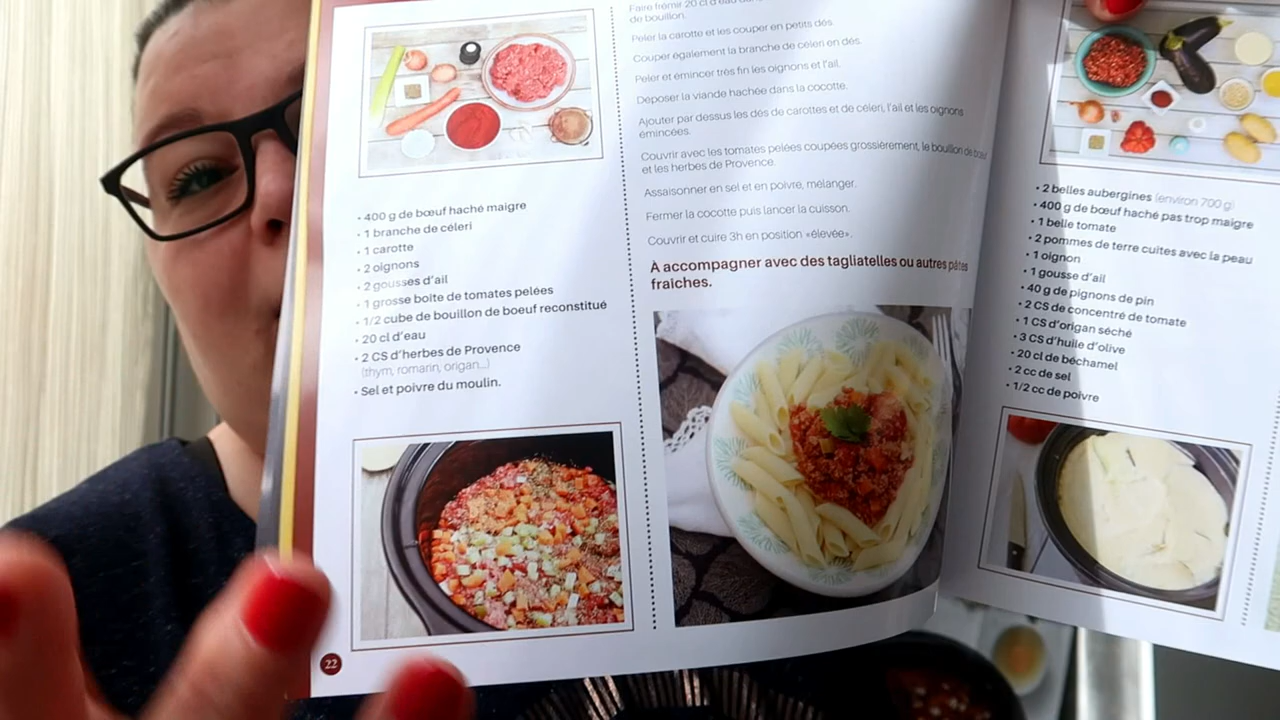 • 400 g de bœuf haché maigre
• 1 branche de céleri
• 1 carotte
• 2 oignons
• 2 gousses d'ail
• 1 grosse boite de tomates pelées
• 1/2 cube de bouillon de boeuf reconstitué
• 20 cl d'eau
• 2 CS d'herbes de Provence
(thym, romarin, origan...)
• Sel et poivre du moulin.
22
Faire frémir 20 cl d'eau
de bouillon.
Peler la carotte et les couper en petits dés.
Couper également la branche de céleri en dés.
Peler et émincer très fin les oignons et l'ail.
Déposer la viande hachée dans la cocotte.
Ajouter par dessus les dés de carottes et de céleri, l'ail et les oignons
émincées.
Couvrir avec les tomates pelées coupées grossièrement, le bouillon de bœuf
et les herbes de Provence.
Assaisonner en sel et en poivre, mélanger.
Fermer la cocotte puis lancer la cuisson.
Couvrir et cuire 3h en position «élevée».
À accompagner avec des tagliatelles ou autres pâtes
fraiches.
• 2 belles aubergines (environ 700 g)
• 400 g de bœuf haché pas trop maigre
• 1 belle tomate
• 2 pommes de terre cuites avec la peau
• 1 oignon
• 1 gousse d'ail
• 40 g de pignons de pin
• 2 CS de concentré de tomate
• 1 CS d'origan séché
• 3 CS d'huile d'olive
• 20 cl de béchamel
• 2 cc de sel
• 1/2 cc de poivre